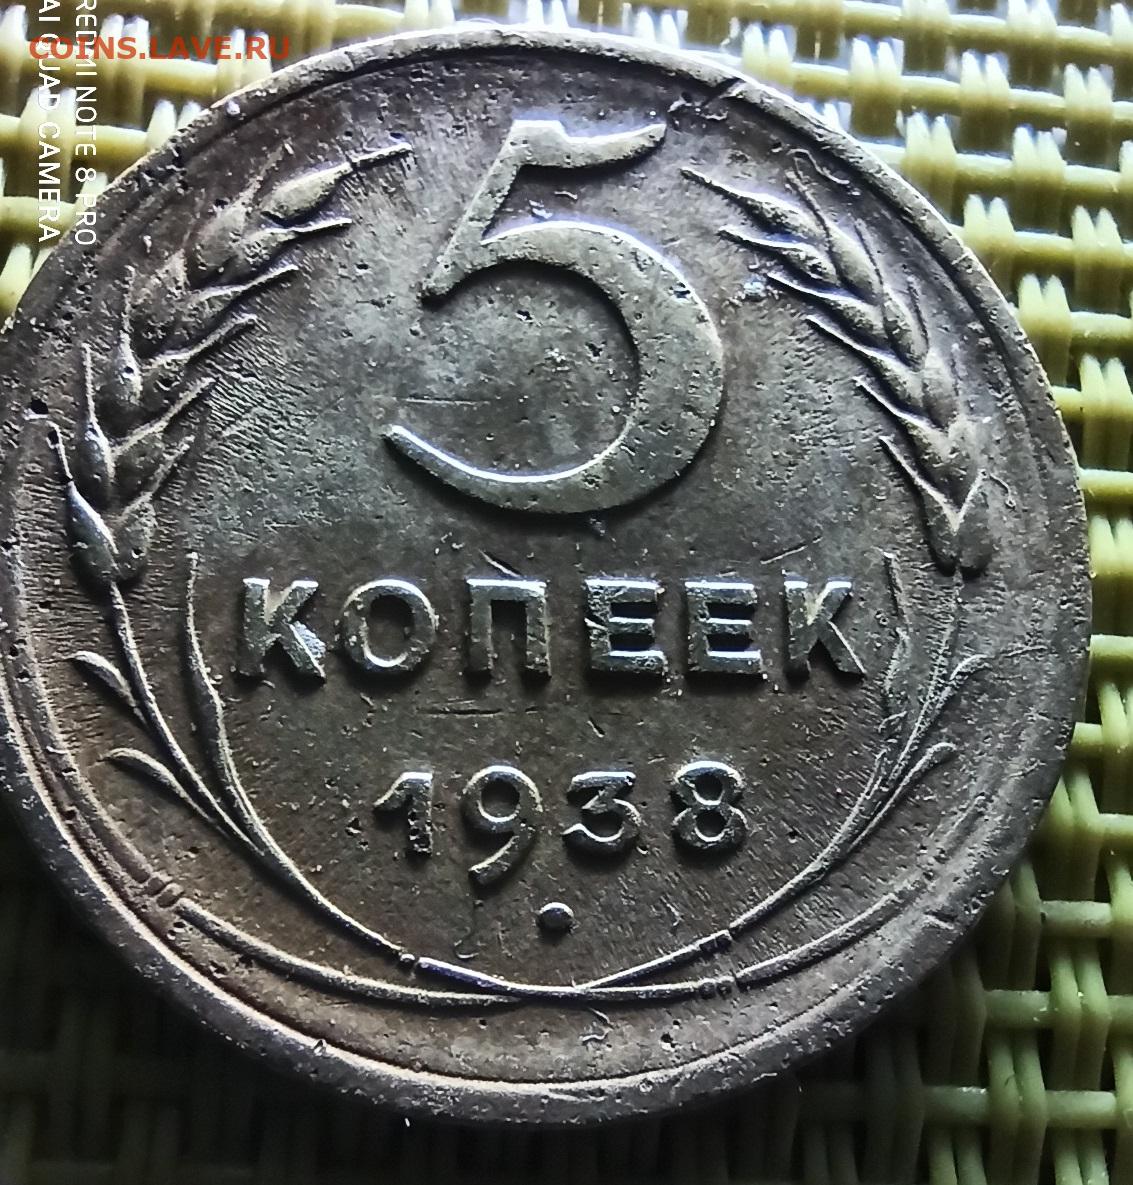 COINS.LAVE.RU
REDMI NOTE 8 PRO
AI QUAD CAMERA
5
КОПЕЕК
1938